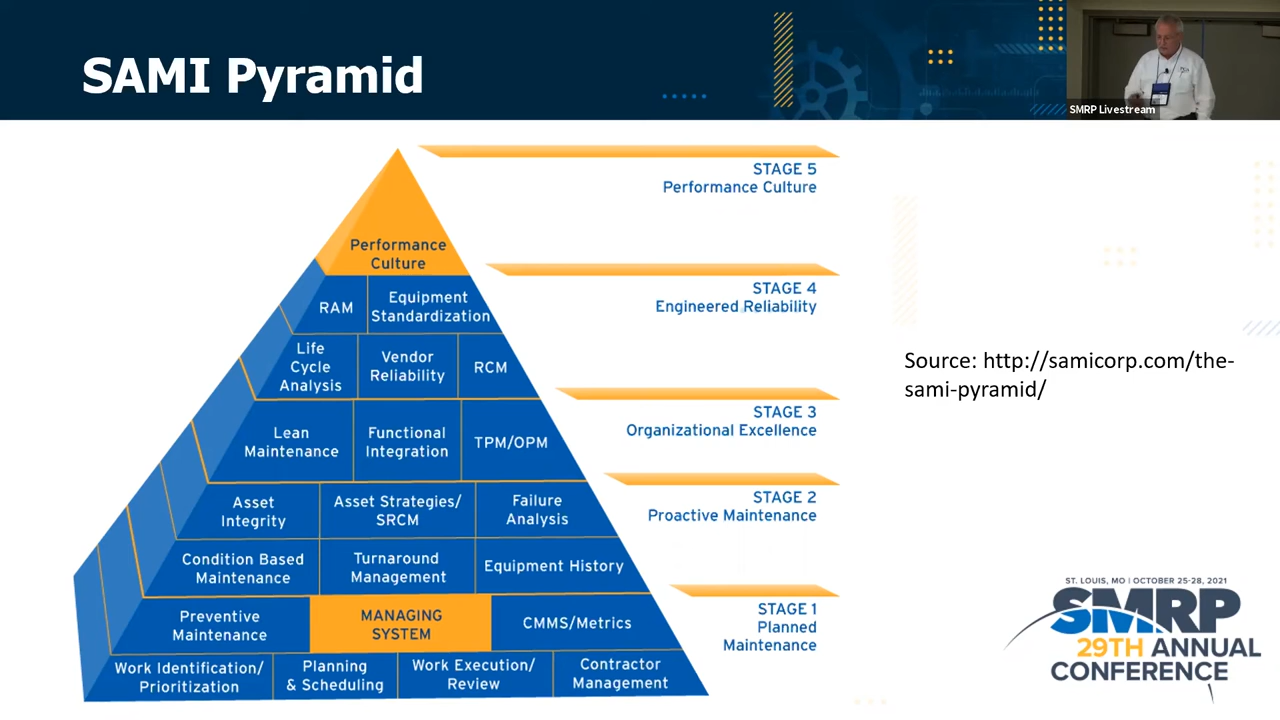 SAMI Pyramid
SMRP Livestream
STAGE 5
Performance Culture
Performance
Culture
STAGE 4
Engineered Reliability
RAM
Equipment
Standardization
Life
Cycle
Analysis
Vendor
Reliability
RCM
Source: http://samicorp.com/the-
sami-pyramid/
STAGE 3
Organizational Excellence
Lean
Maintenance
Functional
Integration
TPM/OPM
STAGE 2
Proactive Maintenance
Asset
Integrity
Asset Strategies/
SRCM
Failure
Analysis
Condition Based
Maintenance
Turnaround
Management
Equipment History
STAGE 1
Planned
Maintenance
Preventive
Maintenance
MANAGING
SYSTEM
CMMS/Metrics
Work Identification/
Prioritization
Planning
& Scheduling
Work Execution/
Review
Contractor
Management
ST. LOUIS, MO | OCTOBER 25-28, 2021
SMRP
29TH ANNUAL
CONFERENCE